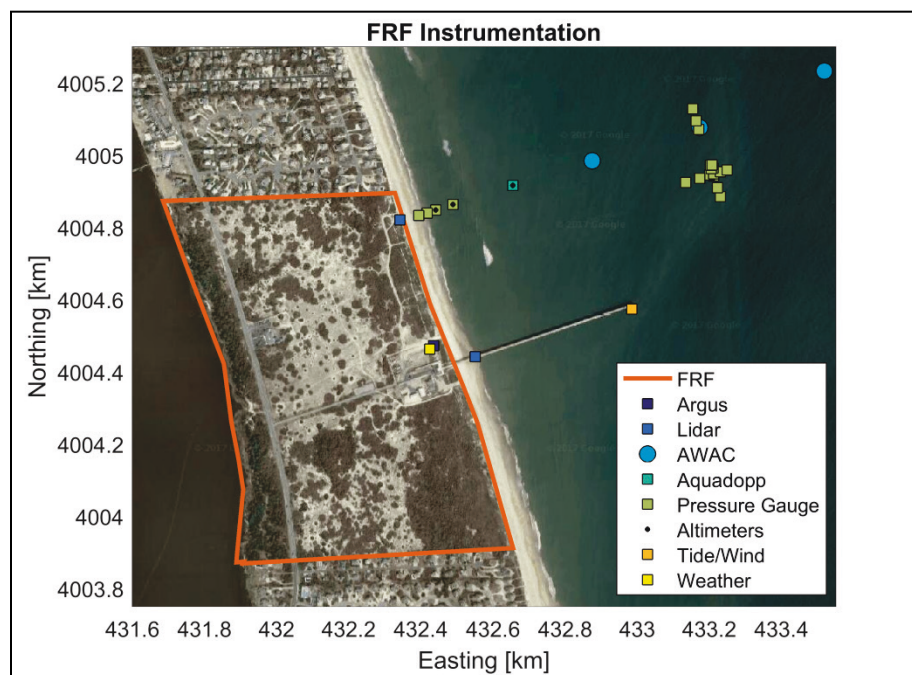 FRF Instrumentation
4005.2
4005
4004.8
4004.6
4004.4
4004.2
4004
4003.8
Northing [km]
FRF
Argus
Lidar
AWAC
Aquadopp
Pressure Gauge
Altimeters
Tide/Wind
Weather
431.6 431.8 432 432.2 432.4 432.6 432.8 433 433.2 433.4
Easting [km]